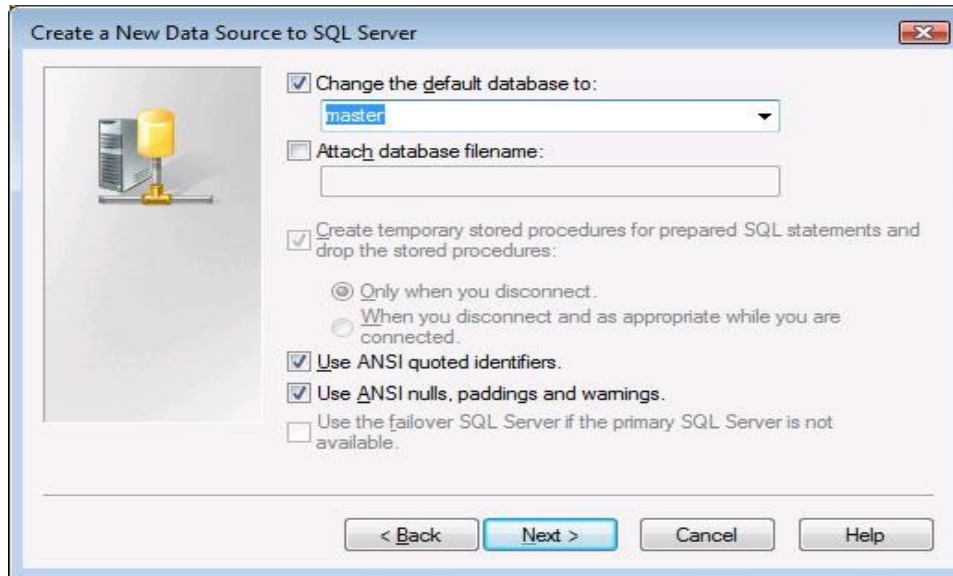 Create a New Data Source to SQL Server
Change the default database to:
master
Attach database filename:
Create temporary stored procedures for prepared SQL statements and
drop the stored procedures:
Only when you disconnect.
When you disconnect and as appropriate while you are
connected.
Use ANSI quoted identifiers.
Use ANSI nulls, paddings and warnings.
Use the failover SQL Server if the primary SQL Server is not
available.
< Back
Next >
Cancel
Help